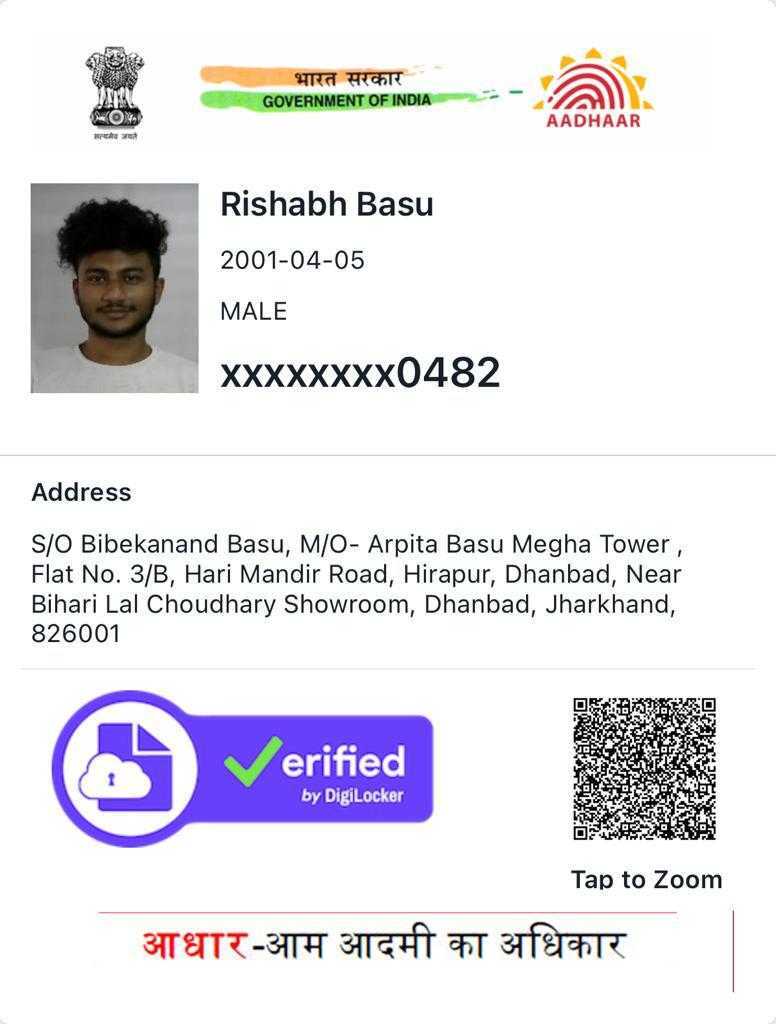 सत्यमेव जयते
भारत सरकार
GOVERNMENT OF INDIA
AADHAAR
Rishabh Basu
2001-04-05
MALE
xxxxxxxx0482
Address
S/O Bibekanand Basu, M/O- Arpita Basu Megha Tower ,
Flat No. 3/B, Hari Mandir Road, Hirapur, Dhanbad, Near
Bihari Lal Choudhary Showroom, Dhanbad, Jharkhand,
826001
erified
by DigiLocker
Tap to Zoom
आधार-आम आदमी का अधिकार